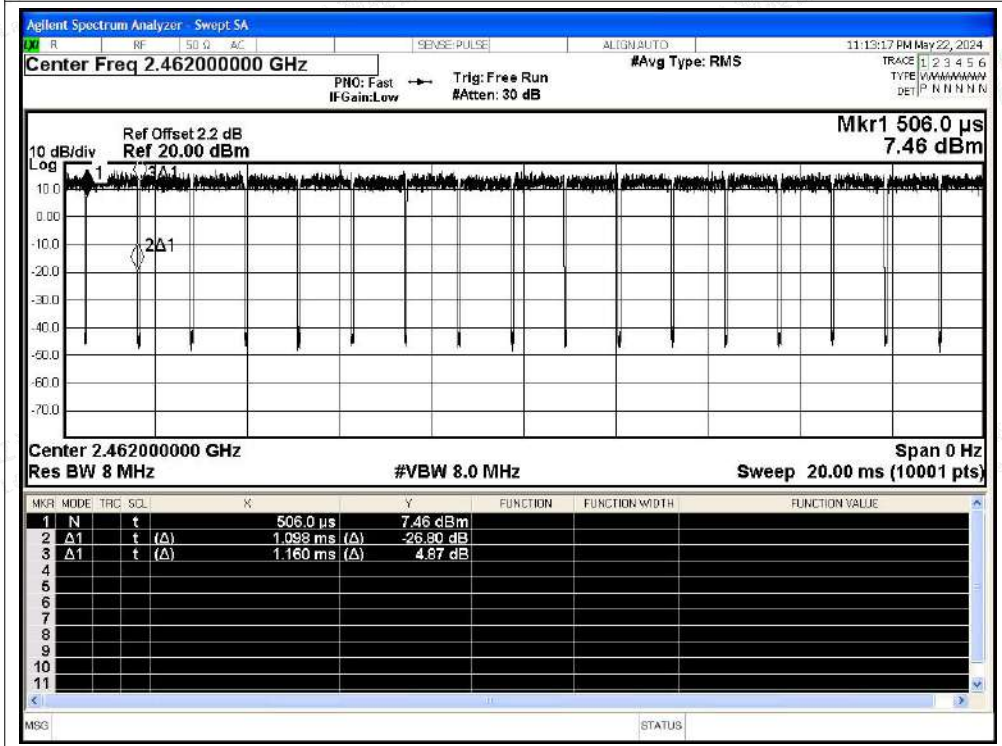 Agilent Spectrum Analyzer - Swept SA
LXI R RF 50 Ω AC SENSE:PULSE ALIGN AUTO 11:13:17 PM May 22, 2024
Center Freq 2.462000000 GHz #Avg Type: RMS TRACE 1 2 3 4 5 6
PNO: Fast Trig: Free Run TYPE
IFGain:Low #Atten: 30 dB DET P N N N N N
Mkr1 506.0 µs
Ref Offset 2.2 dB
10 dB/div Ref 20.00 dBm 7.46 dBm
Log
1 3Δ1
10.0
0.00
-10.0
2Δ1
-20.0
-30.0
-40.0
-50.0
-60.0
-70.0
Center 2.462000000 GHz Span 0 Hz
Res BW 8 MHz #VBW 8.0 MHz Sweep 20.00 ms (10001 pts)
MKR MODE TRC SCL X Y FUNCTION FUNCTION WIDTH FUNCTION VALUE
1 N t 506.0 µs 7.46 dBm
2 Δ1 t (Δ) 1.098 ms (Δ) -26.80 dB
3 Δ1 t (Δ) 1.160 ms (Δ) 4.87 dB
4
5
6
7
8
9
10
11
MSG STATUS